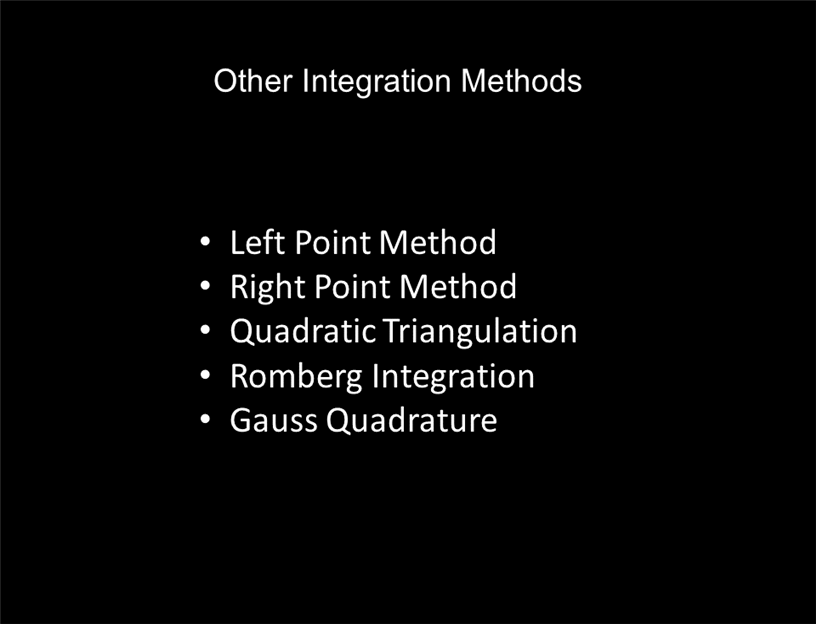 Other Integration Methods
• Left Point Method
• Right Point Method
• Quadratic Triangulation
• Romberg Integration
• Gauss Quadrature